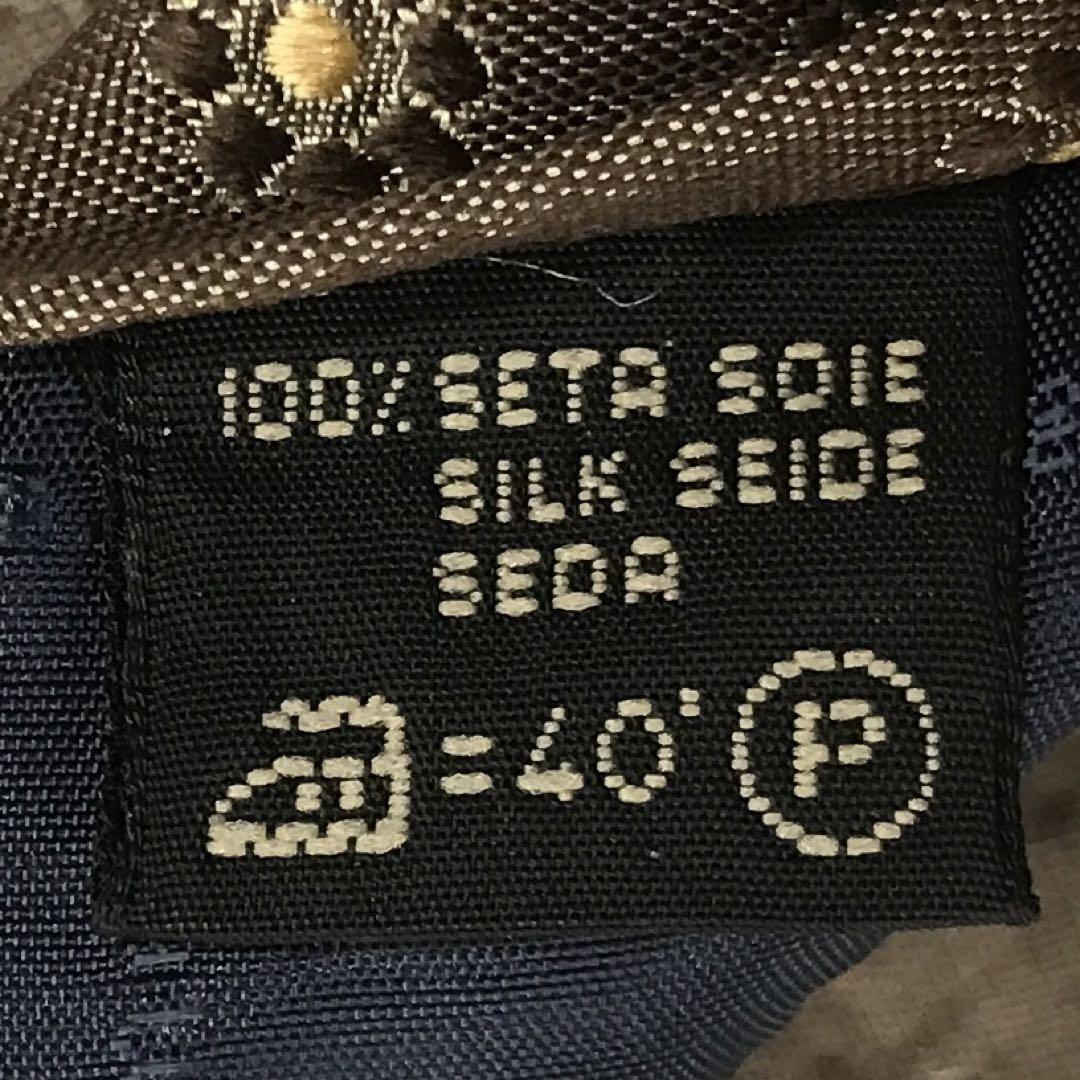 100% SETA SOIE
SILK SEIDE
SEDA
=40° P